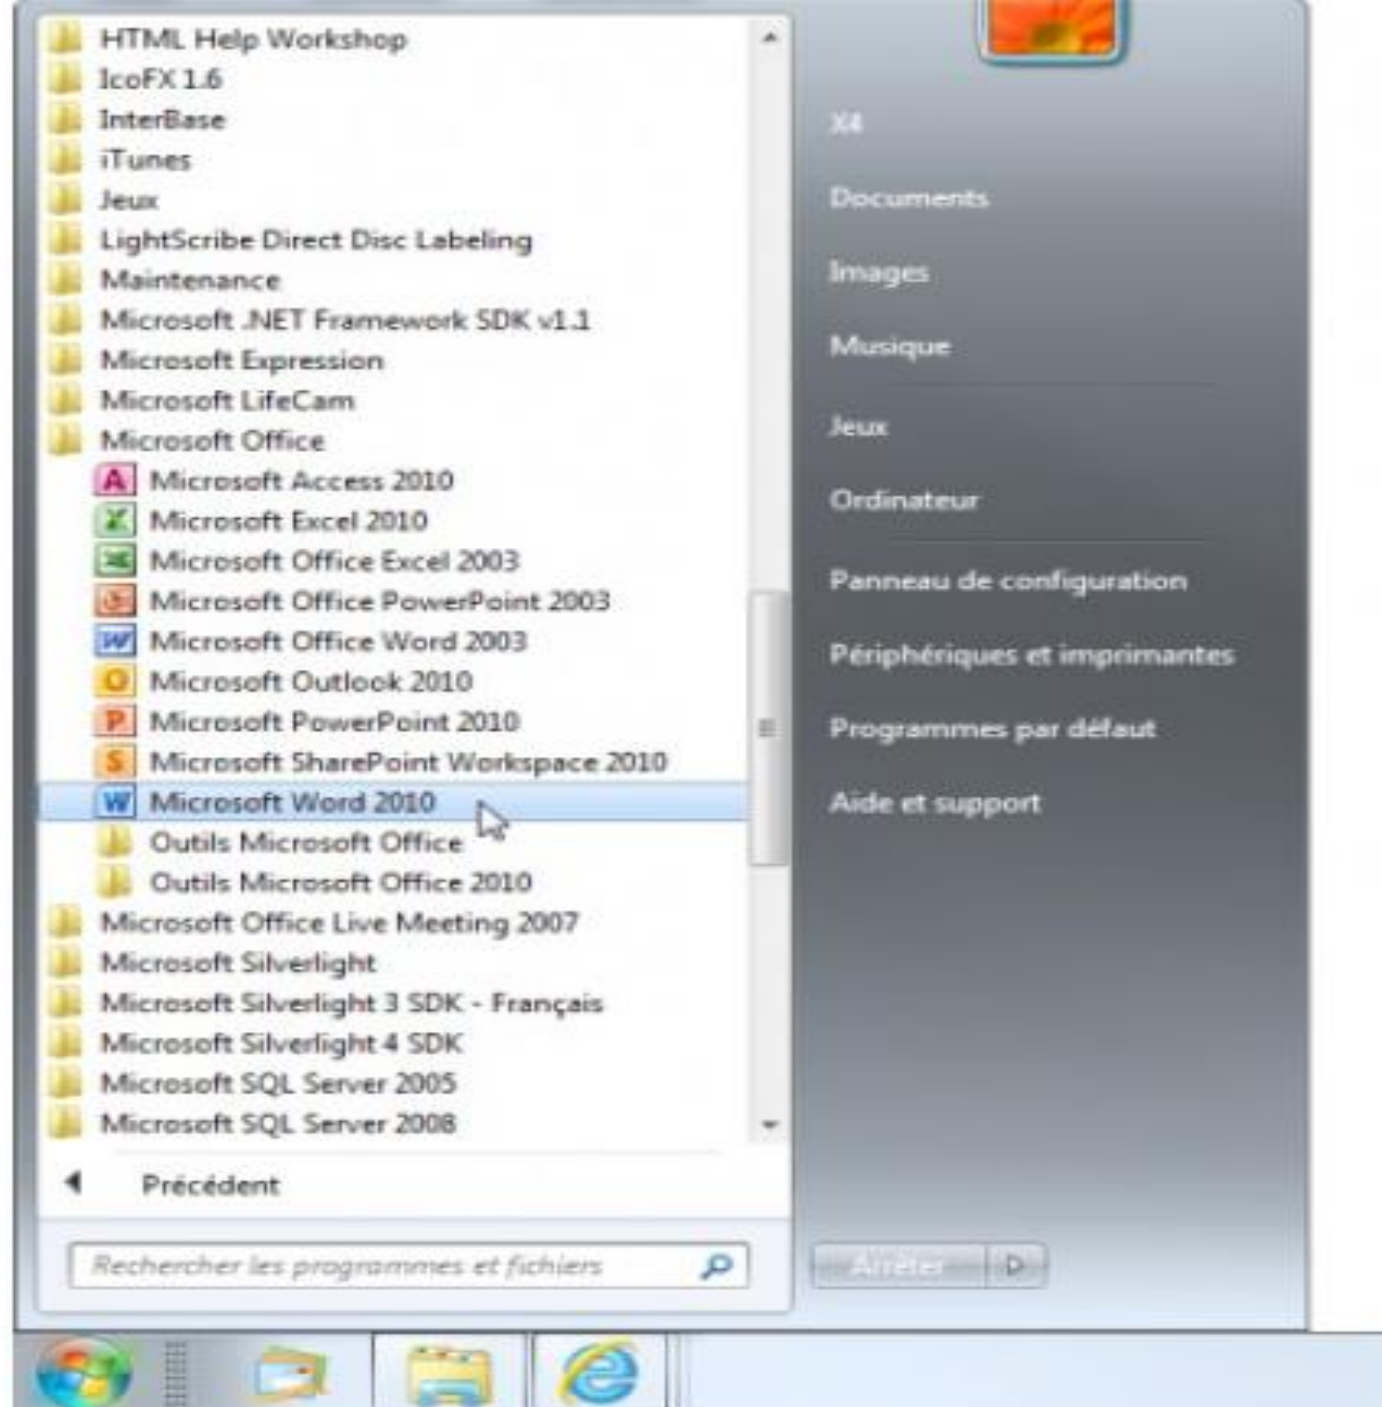 HTML Help Workshop
IcoFX 1.6
InterBase
iTunes
Jeux
LightScribe Direct Disc Labeling
Maintenance
Microsoft .NET Framework SDK v1.1
Microsoft Expression
Microsoft LifeCam
Microsoft Office
Microsoft Access 2010
Microsoft Excel 2010
Microsoft Office Excel 2003
Microsoft Office PowerPoint 2003
Microsoft Office Word 2003
Microsoft Outlook 2010
Microsoft PowerPoint 2010
Microsoft SharePoint Workspace 2010
Microsoft Word 2010
Outils Microsoft Office
Outils Microsoft Office 2010
Microsoft Office Live Meeting 2007
Microsoft Silverlight
Microsoft Silverlight 3 SDK - Français
Microsoft Silverlight 4 SDK
Microsoft SQL Server 2005
Microsoft SQL Server 2008
Précédent
Rechercher les programmes et fichiers
X4
Documents
Images
Musique
Jeux
Ordinateur
Panneau de configuration
Périphériques et imprimantes
Programmes par défaut
Aide et support
Arrêter